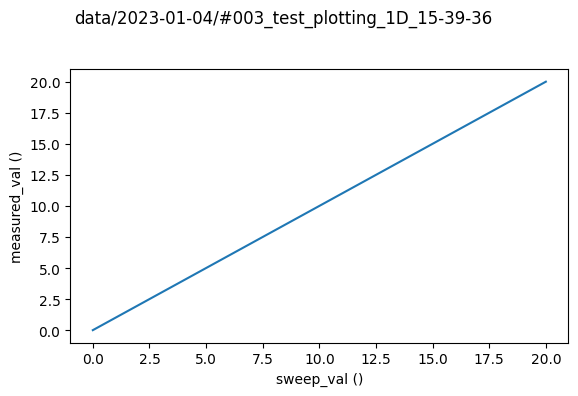 data/2023-01-04/#003_test_plotting_1D_15-39-36
20.0
17.5
15.0
12.5
10.0
7.5
5.0
2.5
0.0
measured_val ()
0.0 2.5 5.0 7.5 10.0 12.5 15.0 17.5 20.0
sweep_val ()